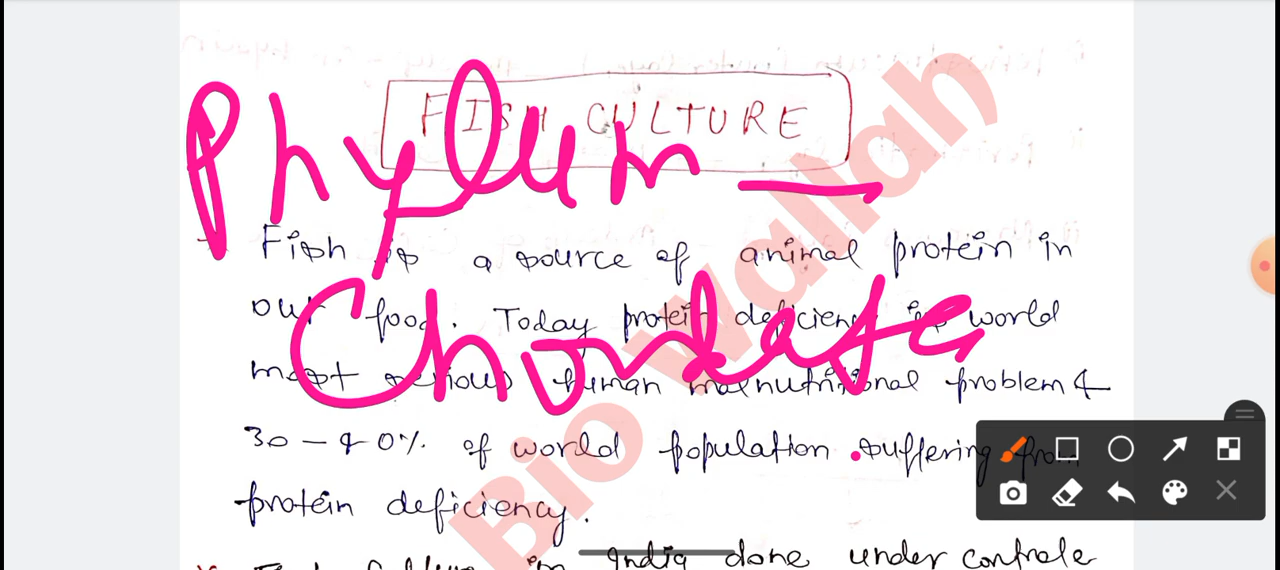 FISH CULTURE
Phylum →
Fish is a source of animal protein in
our food. Today protein deficiency is world
most serious human malnutritional problem &
Chordata
30-40% of world population suffering from
protein deficiency.
India done under controle
Bio Wallah